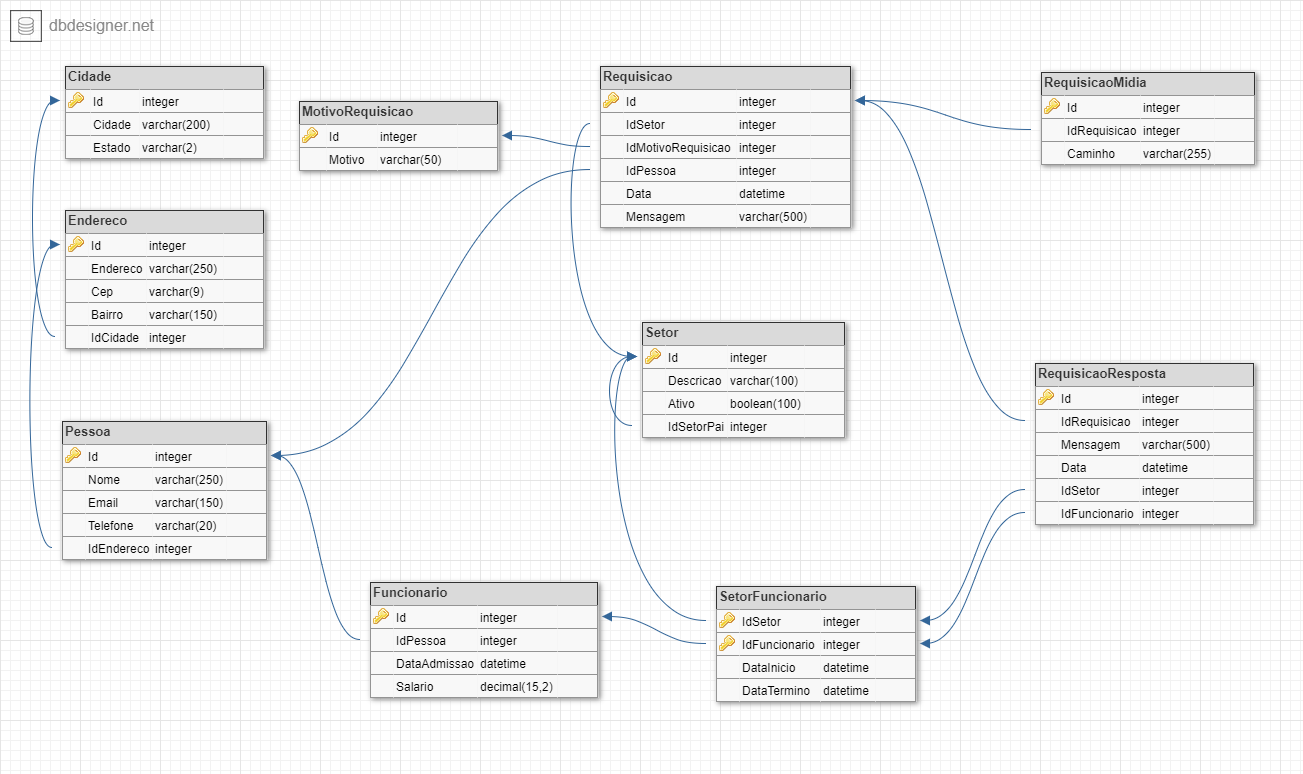 dbdesigner.net
Cidade
Id integer
Cidade varchar(200)
Estado varchar(2)
MotivoRequisicao
Id integer
Motivo varchar(50)
Requisicao
Id integer
IdSetor integer
IdMotivoRequisicao integer
IdPessoa integer
Data datetime
Mensagem varchar(500)
RequisicaoMidia
Id integer
IdRequisicao integer
Caminho varchar(255)
Endereco
Id integer
Endereco varchar(250)
Cep varchar(9)
Bairro varchar(150)
IdCidade integer
Setor
Id integer
Descricao varchar(100)
Ativo boolean(100)
IdSetorPai integer
RequisicaoResposta
Id integer
IdRequisicao integer
Mensagem varchar(500)
Data datetime
IdSetor integer
IdFuncionario integer
Pessoa
Id integer
Nome varchar(250)
Email varchar(150)
Telefone varchar(20)
IdEndereco integer
Funcionario
Id integer
IdPessoa integer
DataAdmissao datetime
Salario decimal(15,2)
SetorFuncionario
IdSetor integer
IdFuncionario integer
DataInicio datetime
DataTermino datetime